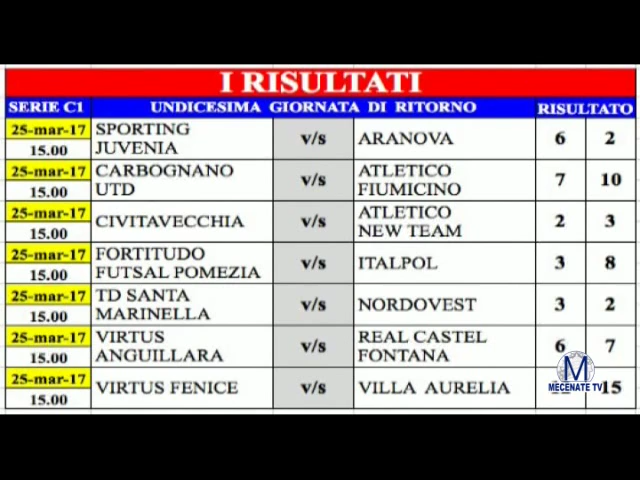 I RISULTATI
SERIE C1 UNDICESIMA GIORNATA DI RITORNO RISULTATO
25-mar-17 15.00 SPORTING JUVENIA v/s ARANOVA 6 2
25-mar-17 15.00 CARBOGNANO UTD v/s ATLETICO FIUMICINO 7 10
25-mar-17 15.00 CIVITAVECCHIA v/s ATLETICO NEW TEAM 2 3
25-mar-17 15.00 FORTITUDO FUTSAL POMEZIA v/s ITALPOL 3 8
25-mar-17 15.00 TD SANTA MARINELLA v/s NORDOVEST 3 2
25-mar-17 15.00 VIRTUS ANGUILLARA v/s REAL CASTEL FONTANA 6 7
25-mar-17 15.00 VIRTUS FENICE v/s VILLA AURELIA 15
M
MECENATE TV